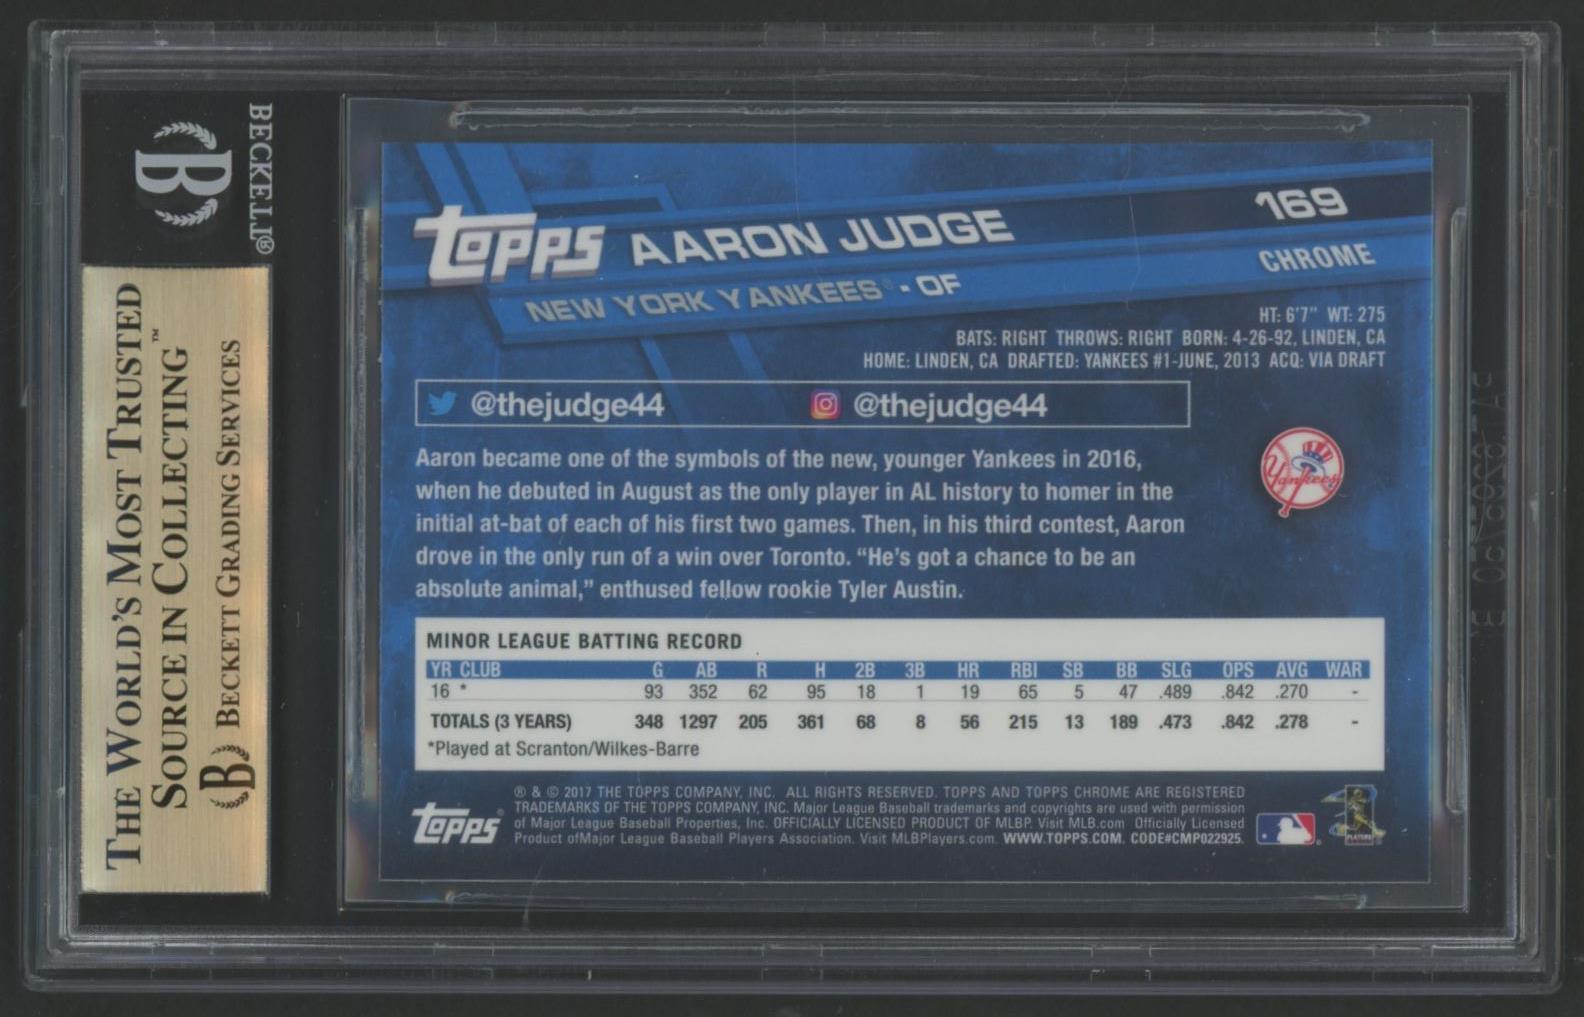 BECKETT®
B
THE WORLD'S MOST TRUSTED
SOURCE IN COLLECTING™
B BECKETT GRADING SERVICES
TOPPS AARON JUDGE 169
NEW YORK YANKEES® • OF CHROME
HT: 6'7" WT: 275
BATS: RIGHT THROWS: RIGHT BORN: 4-26-92, LINDEN, CA
HOME: LINDEN, CA DRAFTED: YANKEES #1-JUNE, 2013 ACQ: VIA DRAFT
@thejudge44 @thejudge44
Aaron became one of the symbols of the new, younger Yankees in 2016,
when he debuted in August as the only player in AL history to homer in the
initial at-bat of each of his first two games. Then, in his third contest, Aaron
drove in the only run of a win over Toronto. “He’s got a chance to be an
absolute animal,” enthused fellow rookie Tyler Austin.
Yankees
MINOR LEAGUE BATTING RECORD
YR CLUB G AB R H 2B 3B HR RBI SB BB SLG OPS AVG WAR
16 * 93 352 62 95 18 1 19 65 5 47 .489 .842 .270 -
TOTALS (3 YEARS) 348 1297 205 361 68 8 56 215 13 189 .473 .842 .278 -
*Played at Scranton/Wilkes-Barre
TOPPS®
® & © 2017 THE TOPPS COMPANY, INC. ALL RIGHTS RESERVED. TOPPS AND TOPPS CHROME ARE REGISTERED
TRADEMARKS OF THE TOPPS COMPANY, INC. Major League Baseball trademarks and copyrights are used with permission
of Major League Baseball Properties, Inc. OFFICIALLY LICENSED PRODUCT OF MLBP. Visit MLB.com Officially Licensed
Product ofMajor League Baseball Players Association. Visit MLBPlayers.com. WWW.TOPPS.COM. CODE#CMP022925.